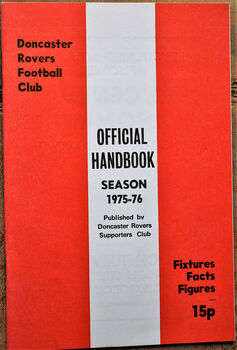 Doncaster
Rovers
Football
Club
OFFICIAL
HANDBOOK
SEASON
1975-76
Published by
Doncaster Rovers
Supporters Club
Fixtures
Facts
Figures
15p